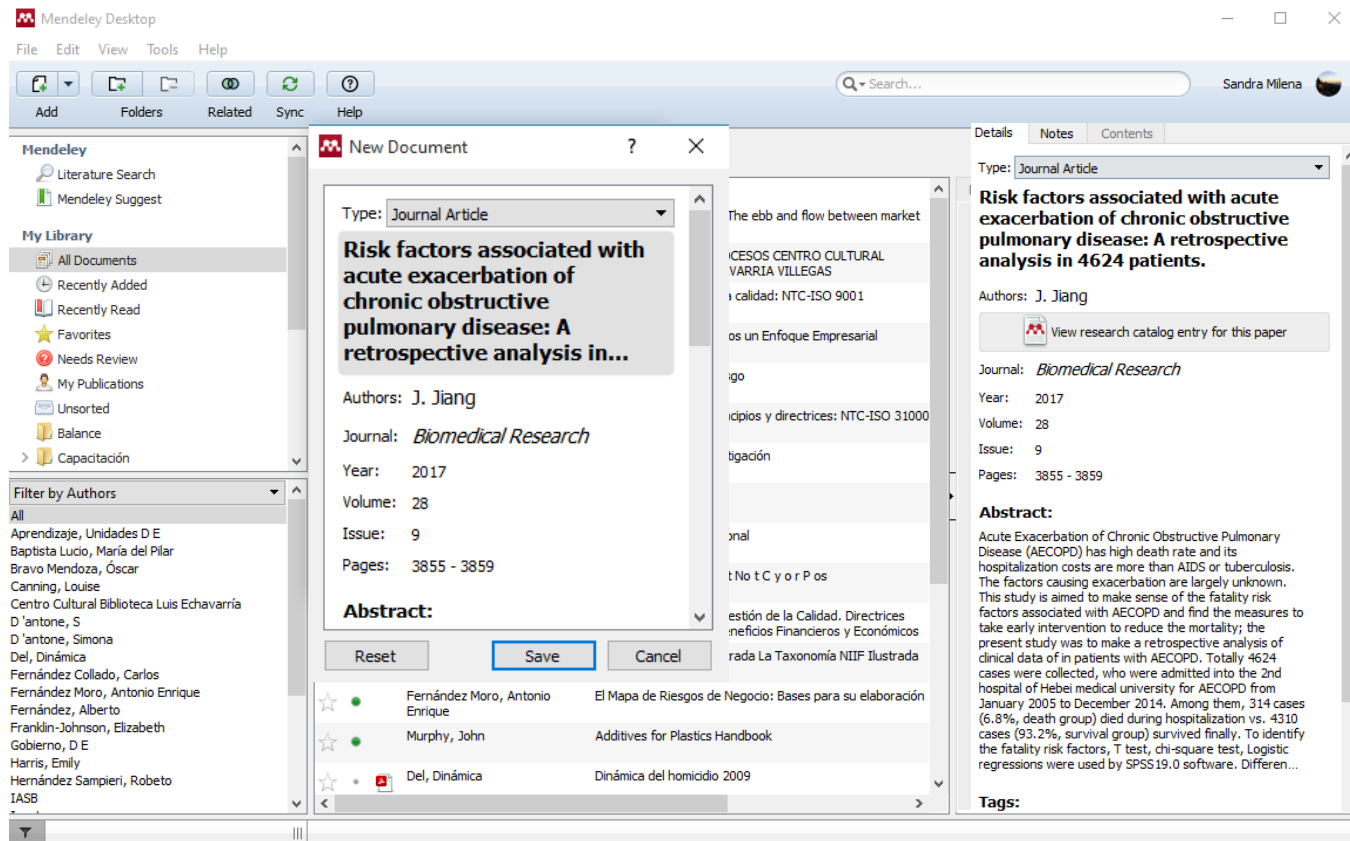 Mendeley Desktop
File Edit View Tools Help
Search...
Sandra Milena
Add Folders Related Sync Help
Mendeley
Literature Search
Mendeley Suggest
My Library
All Documents
Recently Added
Recently Read
Favorites
Needs Review
My Publications
Unsorted
Balance
Capacitación
Filter by Authors
All
Aprendizaje, Unidades D E
Baptista Lucio, María del Pilar
Bravo Mendoza, Óscar
Canning, Louise
Centro Cultural Biblioteca Luis Echavarría
D 'antone, S
D 'antone, Simona
Del, Dinámica
Fernández Collado, Carlos
Fernández Moro, Antonio Enrique
Fernández, Alberto
Franklin-Johnson, Elizabeth
Gobierno, D E
Harris, Emily
Hernández Sampieri, Robeto
IASB
New Document ?
Type: Journal Article
Risk factors associated with
acute exacerbation of
chronic obstructive
pulmonary disease: A
retrospective analysis in...
Authors: J. Jiang
Journal: Biomedical Research
Year: 2017
Volume: 28
Issue: 9
Pages: 3855 - 3859
Abstract:
Reset Save Cancel
The ebb and flow between market
CESOS CENTRO CULTURAL
VARRIA VILLEGAS
a calidad: NTC-ISO 9001
os un Enfoque Empresarial
sgo
ncipios y directrices: NTC-ISO 31000
tigación
onal
t No t C y o r P os
estión de la Calidad. Directrices
eneficios Financieros y Económicos
rada La Taxonomía NIIF Ilustrada
Fernández Moro, Antonio Enrique
El Mapa de Riesgos de Negocio: Bases para su elaboración
Murphy, John
Additives for Plastics Handbook
Del, Dinámica
Dinámica del homicidio 2009
Details Notes Contents
Type: Journal Article
Risk factors associated with acute
exacerbation of chronic obstructive
pulmonary disease: A retrospective
analysis in 4624 patients.
Authors: J. Jiang
View research catalog entry for this paper
Journal: Biomedical Research
Year: 2017
Volume: 28
Issue: 9
Pages: 3855 - 3859
Abstract:
Acute Exacerbation of Chronic Obstructive Pulmonary
Disease (AECOPD) has high death rate and its
hospitalization costs are more than AIDS or tuberculosis.
The factors causing exacerbation are largely unknown.
This study is aimed to make sense of the fatality risk
factors associated with AECOPD and find the measures to
take early intervention to reduce the mortality; the
present study was to make a retrospective analysis of
clinical data of in patients with AECOPD. Totally 4624
cases were collected, who were admitted into the 2nd
hospital of Hebei medical university for AECOPD from
January 2005 to December 2014. Among them, 314 cases
(6.8%, death group) died during hospitalization vs. 4310
cases (93.2%, survival group) survived finally. To identify
the fatality risk factors, T test, chi-square test, Logistic
regressions were used by SPSS19.0 software. Differen...
Tags: